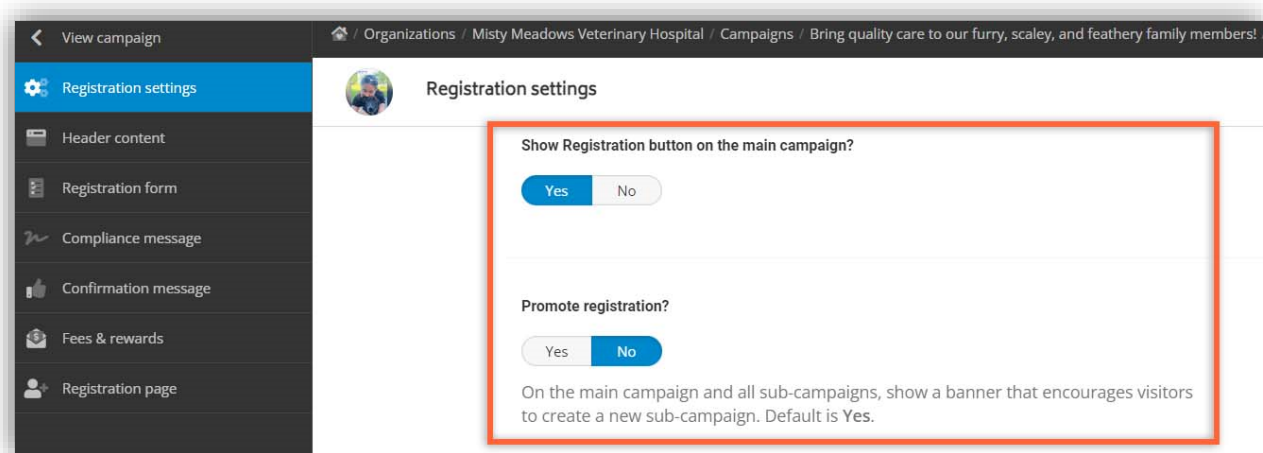 View campaign
/ Organizations / Misty Meadows Veterinary Hospital / Campaigns / Bring quality care to our furry, scaley, and feathery family members!
Registration settings
Registration settings
Header content
Registration form
Compliance message
Confirmation message
Fees & rewards
Registration page
Show Registration button on the main campaign?
Yes No
Promote registration?
Yes No
On the main campaign and all sub-campaigns, show a banner that encourages visitors
to create a new sub-campaign. Default is Yes.